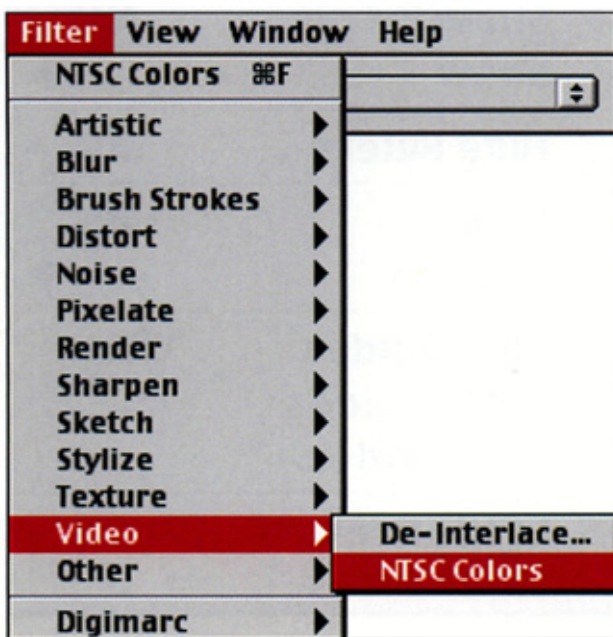 Filter View Window Help
NTSC Colors ⌘F
Artistic
Blur
Brush Strokes
Distort
Noise
Pixelate
Render
Sharpen
Sketch
Stylize
Texture
Video
De-Interlace...
Other
NTSC Colors
Digimarc